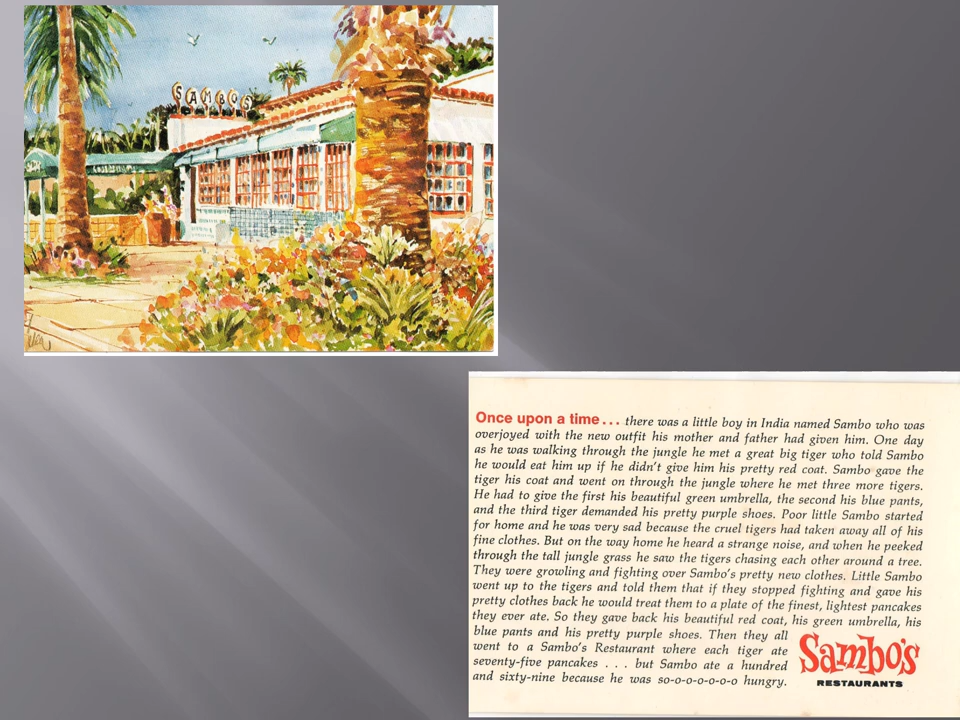 SAMBOS
Once upon a time... there was a little boy in India named Sambo who was
overjoyed with the new outfit his mother and father had given him. One day
as he was walking through the jungle he met a great big tiger who told Sambo
he would eat him up if he didn't give him his pretty red coat. Sambo gave the
tiger his coat and went on through the jungle where he met three more tigers.
He had to give the first his beautiful green umbrella, the second his blue pants,
and the third tiger demanded his pretty purple shoes. Poor little Sambo started
for home and he was very sad because the cruel tigers had taken away all of his
fine clothes. But on the way home he heard a strange noise, and when he peeked
through the tall jungle grass he saw the tigers chasing each other around a tree.
They were growling and fighting over Sambo's pretty new clothes. Little Sambo
went up to the tigers and told them that if they stopped fighting and gave his
pretty clothes back he would treat them to a plate of the finest, lightest pancakes
they ever ate. So they gave back his beautiful red coat, his green umbrella, his
blue pants and his pretty purple shoes. Then they all
went to a Sambo's Restaurant where each tiger ate
seventy-five pancakes . . . but Sambo ate a hundred
and sixty-nine because he was so-o-o-o-o-o-o hungry.
Sambo's
RESTAURANTS